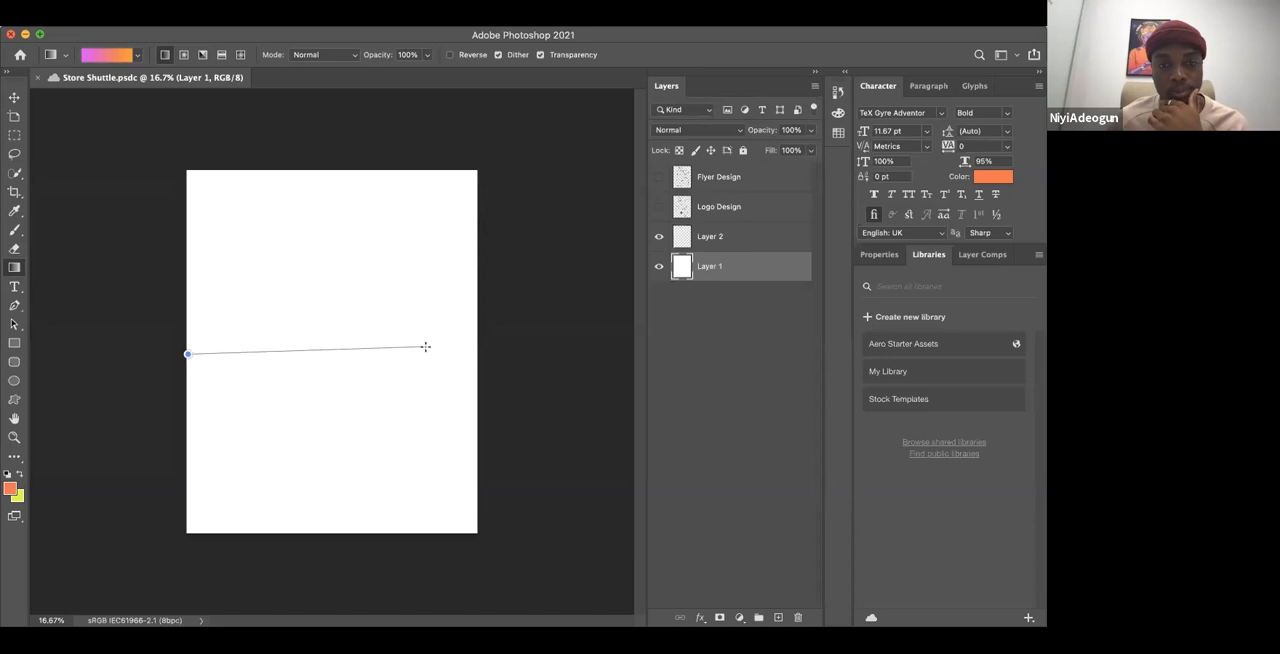 Adobe Photoshop 2021
Mode: Normal Opacity: 100% Reverse Dither Transparency
Store Shuttle.psdc @ 16.7% (Layer 1, RGB/8)
Layers
Kind
Normal Opacity: 100%
Lock: Fill: 100%
Flyer Design
Logo Design
Layer 2
Layer 1
Character Paragraph Glyphs
TeX Gyre Adventor Bold
11.67 pt (Auto)
Metrics 0
100% 95%
0 pt Color:
English: UK Sharp
Properties Libraries Layer Comps
Search all libraries
Create new library
Aero Starter Assets
My Library
Stock Templates
Browse shared libraries
Find public libraries
16.67% sRGB IEC61966-2.1 (8bpc)
NiyiAdeogun